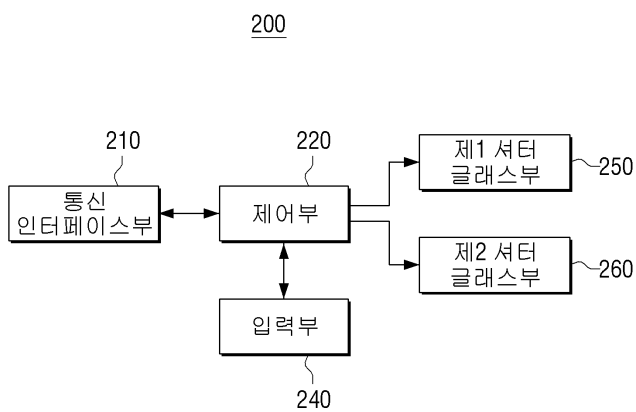 200
210
220
제1 셔터
글래스부
250
통신
인터페이스부
제어부
제2 셔터
글래스부
260
입력부
240